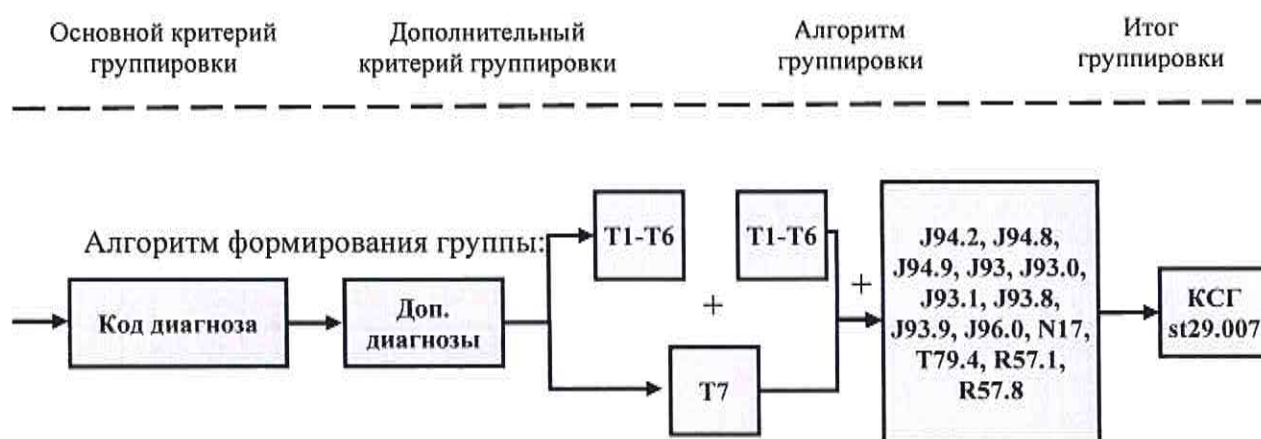 Основной критерий
группировки
Дополнительный
критерий группировки
Алгоритм
группировки
Итог
группировки
Алгоритм формирования группы:
Код диагноза
Доп.
диагнозы
T1-T6
+
T7
T1-T6
+
J94.2, J94.8,
J94.9, J93, J93.0,
J93.1, J93.8,
J93.9, J96.0, N17,
T79.4, R57.1,
R57.8
КСГ
st29.007